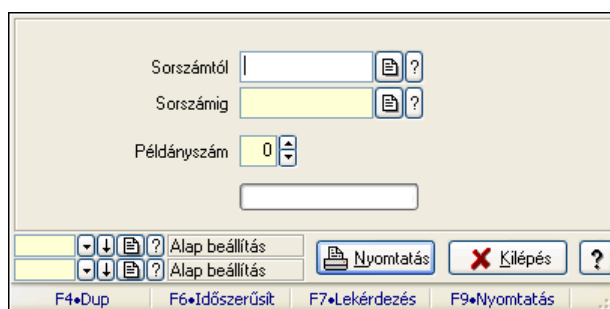 Sorszámtól ?
Sorszámig ?
Példányszám 0
? Alap beállítás
? Alap beállítás
Nyomtatás Kilépés ?
F4•Dup F6•Időszerűsít F7•Lekérdezés F9•Nyomtatás